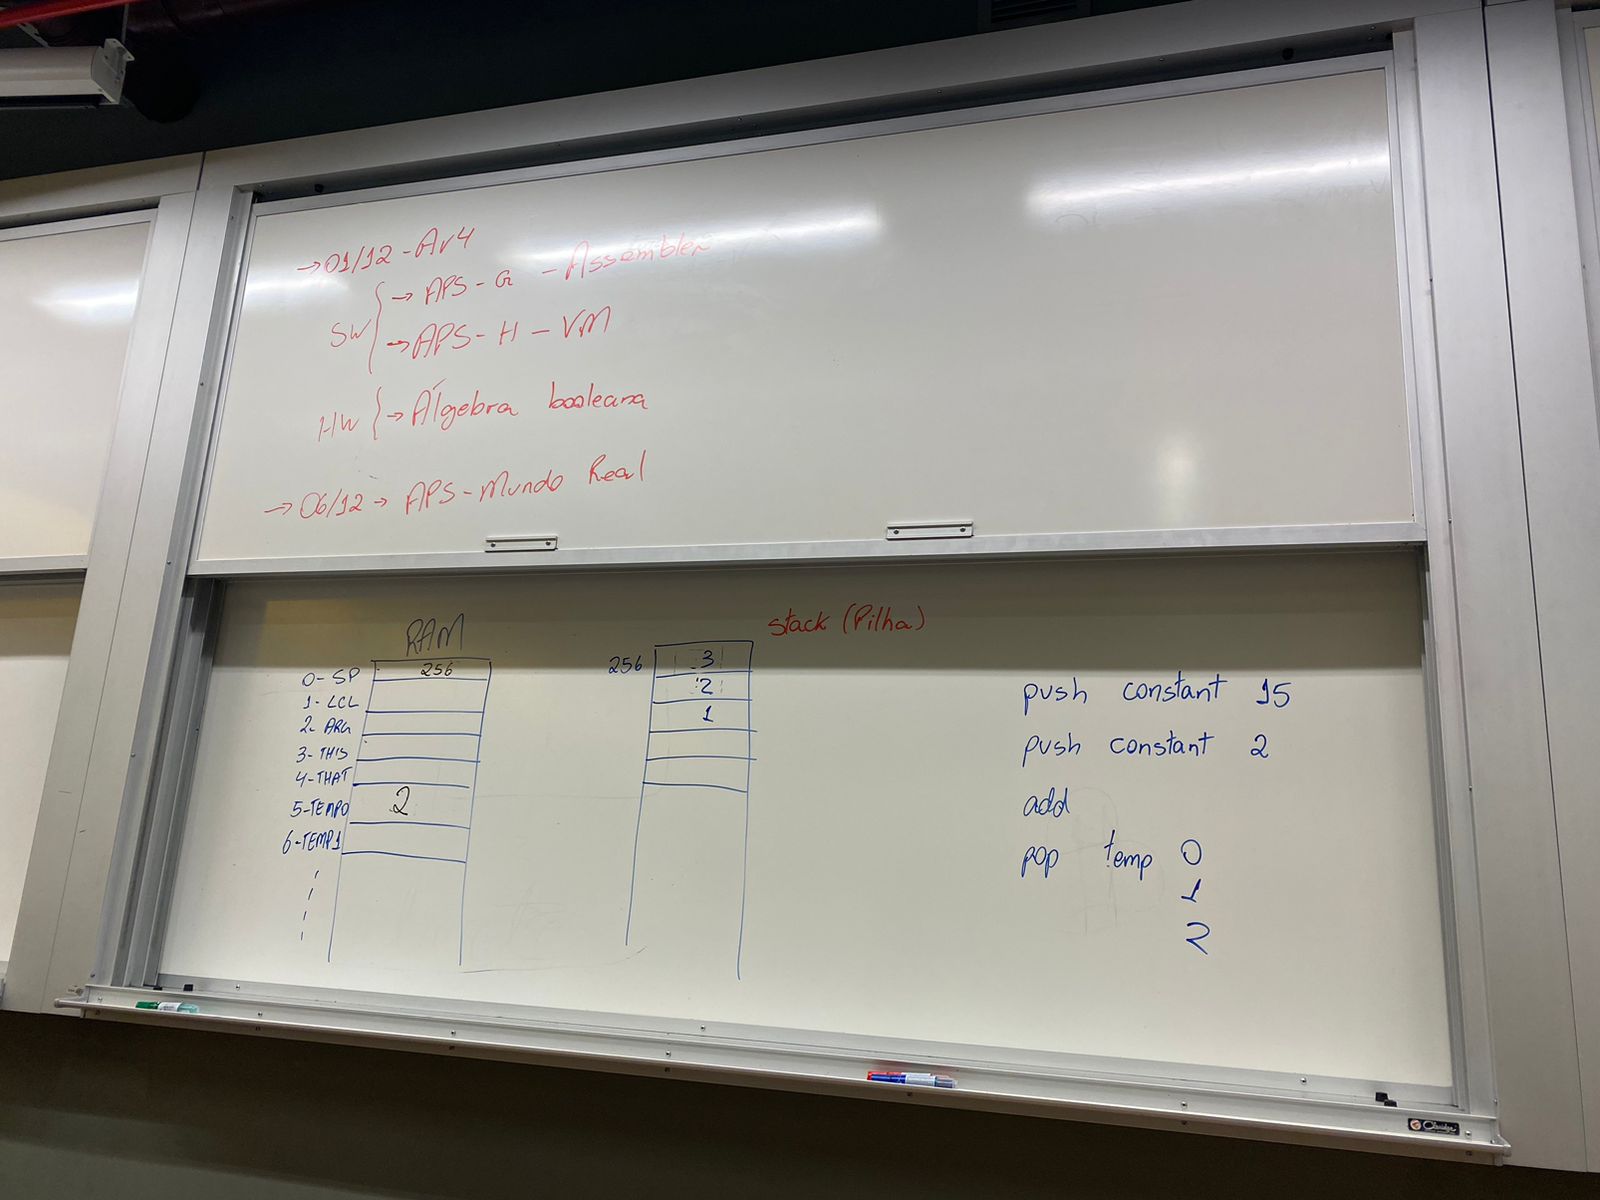 → 01/12 - Av4
SW { → APS - G - Assembler
→ APS - H - VM
HW { → Álgebra booleana
→ 06/12 → APS - Mundo Real
RAM
0- SP 256
1- LCL
2- ARG
3- THIS
4-THAT
5-TEMP0 2
6-TEMP1
stack (Pilha)
256 3
2
1
push constant 15
push constant 2
add
pop temp 0
1
2